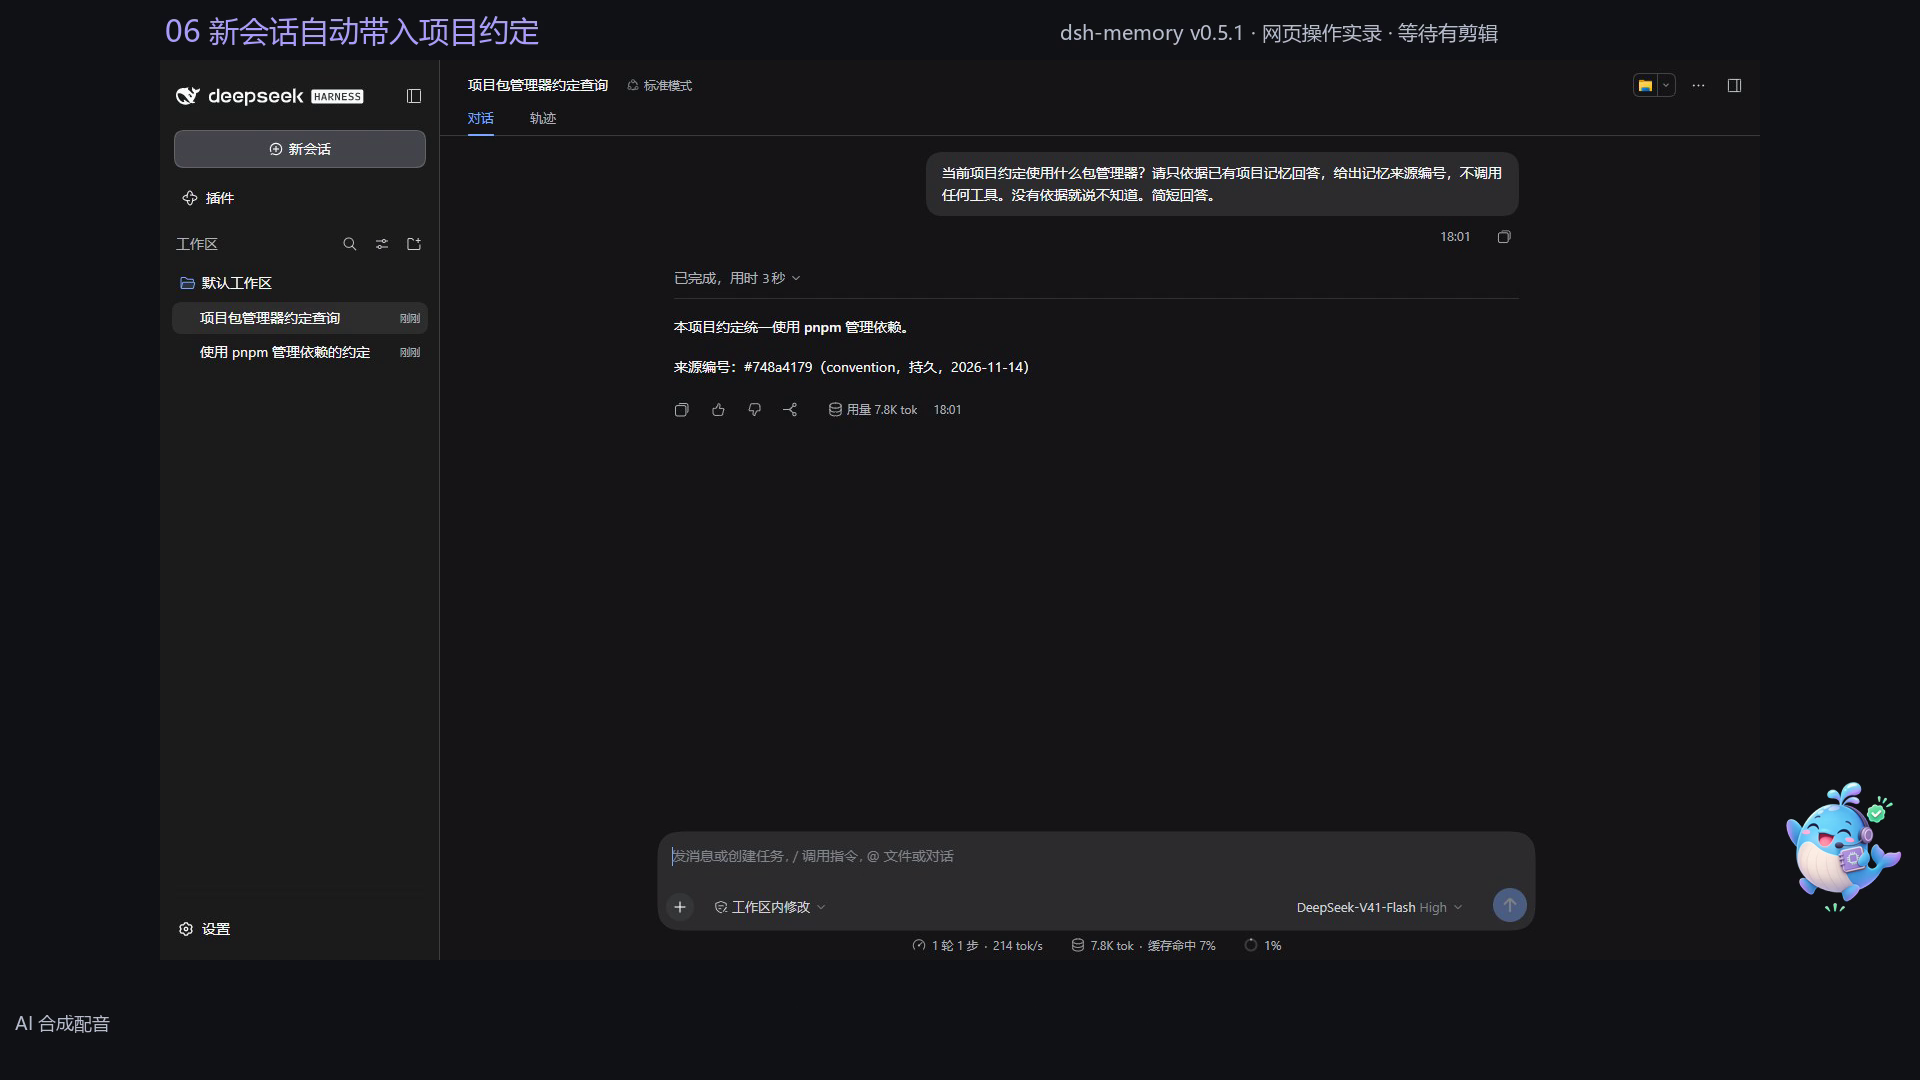 06 新会话自动带入项目约定
dsh-memory v0.5.1 · 网页操作实录 · 等待有剪辑
deepseek HARNESS
新会话
插件
工作区
默认工作区
项目包管理器约定查询 刚刚
使用 pnpm 管理依赖的约定 刚刚
设置
项目包管理器约定查询 标准模式
对话 轨迹
当前项目约定使用什么包管理器？请只依据已有项目记忆回答，给出记忆来源编号，不调用
任何工具。没有依据就说不知道。简短回答。
18:01
已完成，用时 3 秒
本项目约定统一使用 pnpm 管理依赖。
来源编号：#748a4179（convention，持久，2026-11-14）
用量 7.8K tok 18:01
发消息或创建任务, / 调用指令, @ 文件或对话
工作区内修改
DeepSeek-V41-Flash High
1 轮 1 步 · 214 tok/s 7.8K tok · 缓存命中 7% 1%
AI 合成配音